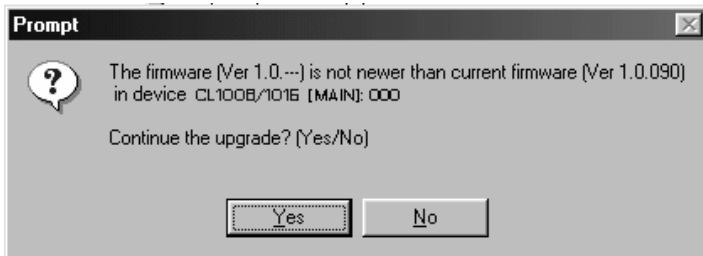 Prompt
The firmware (Ver 1.0.---) is not newer than current firmware (Ver 1.0.090)
in device CL1008/1016 [MAIN]: 000
Continue the upgrade? (Yes/No)
Yes No